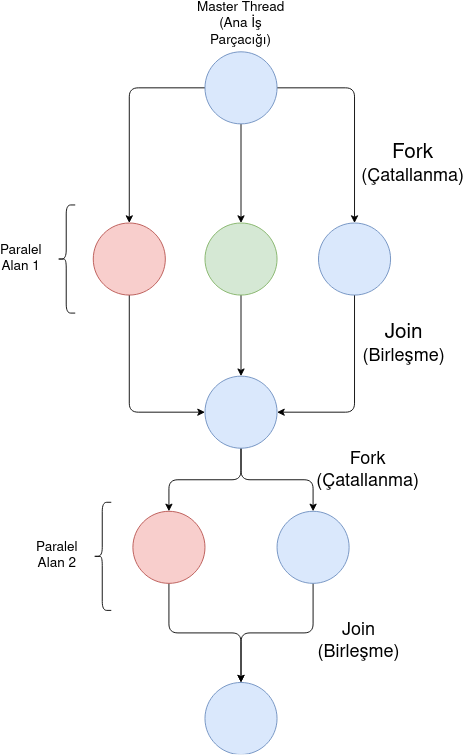 Master Thread
(Ana İş
Parçacığı)
Fork
(Çatallanma)
Paralel
Alan 1
Join
(Birleşme)
Fork
(Çatallanma)
Paralel
Alan 2
Join
(Birleşme)